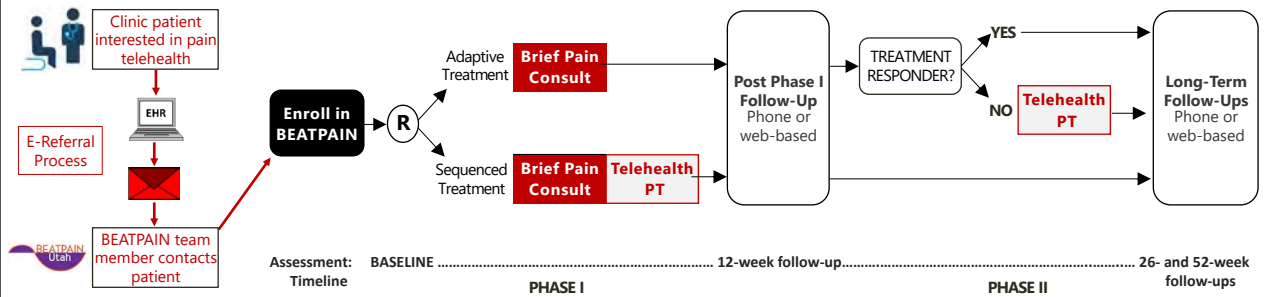 Clinic patient
interested in pain
telehealth
EHR
E-Referral
Process
BEATPAIN
Utah
BEATPAIN team
member contacts
patient
Enroll in
BEATPAIN
R
Adaptive
Treatment
Brief Pain
Consult
Sequenced
Treatment
Brief Pain
Consult
Telehealth
PT
Post Phase I
Follow-Up
Phone or
web-based
TREATMENT
RESPONDER?
YES
NO
Telehealth
PT
Long-Term
Follow-Ups
Phone or
web-based
Assessment:
Timeline
BASELINE ................................................................ 12-week follow-up................................................................ 26- and 52-week
follow-ups
PHASE I
PHASE II